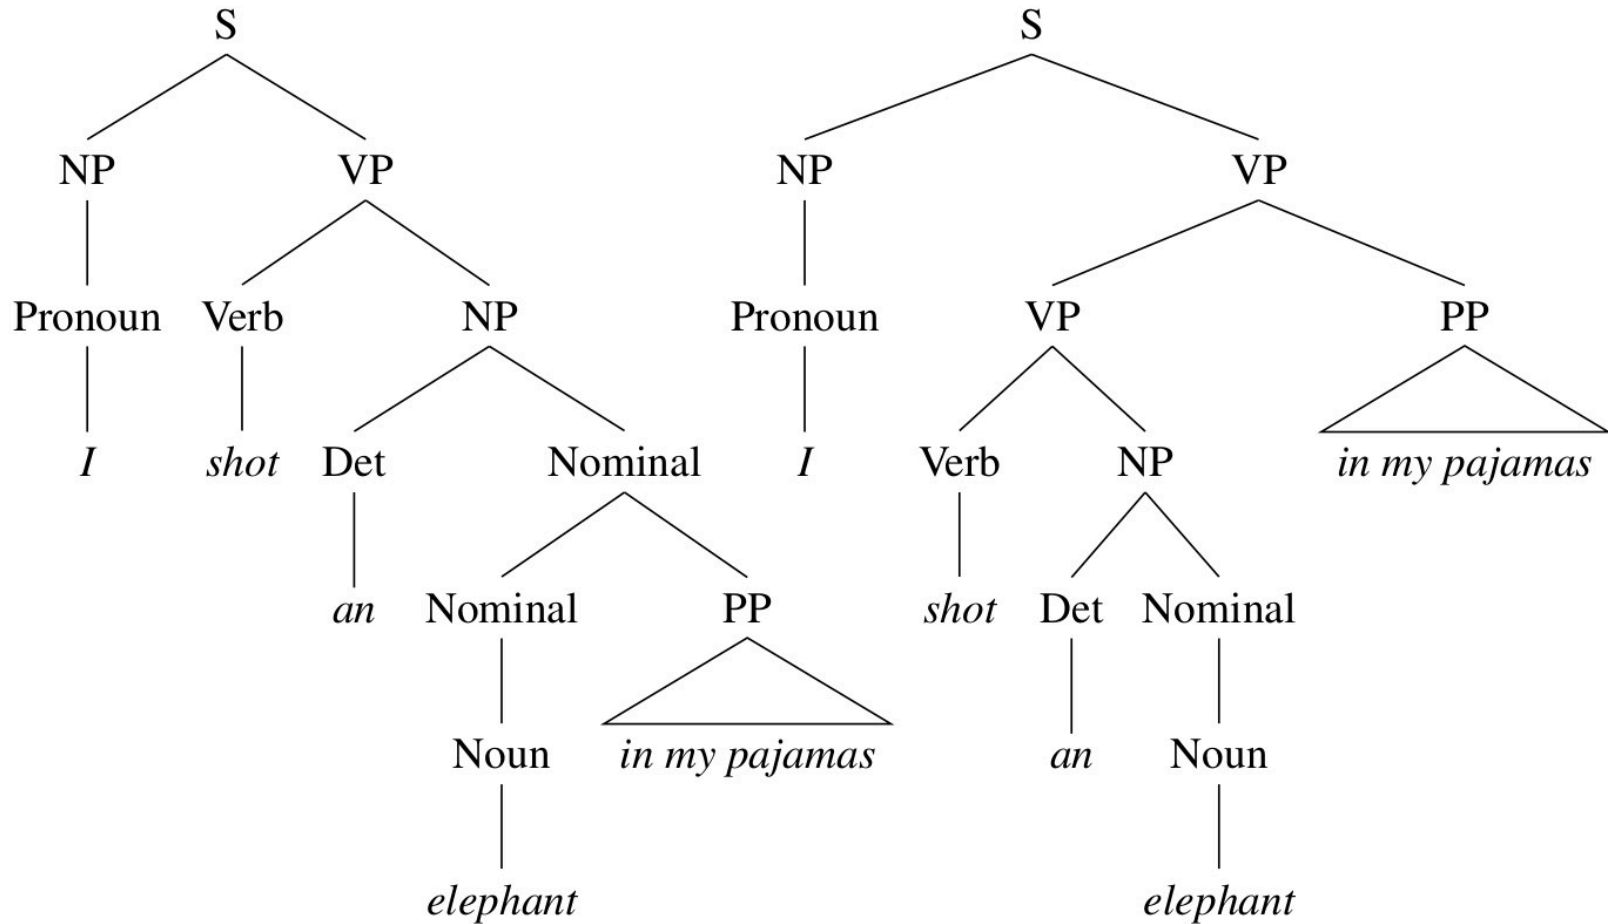 S S
NP VP NP VP
Pronoun Verb NP Pronoun VP PP
I shot Det Nominal I Verb NP in my pajamas
an Nominal PP shot Det Nominal
Noun in my pajamas an Noun
elephant elephant